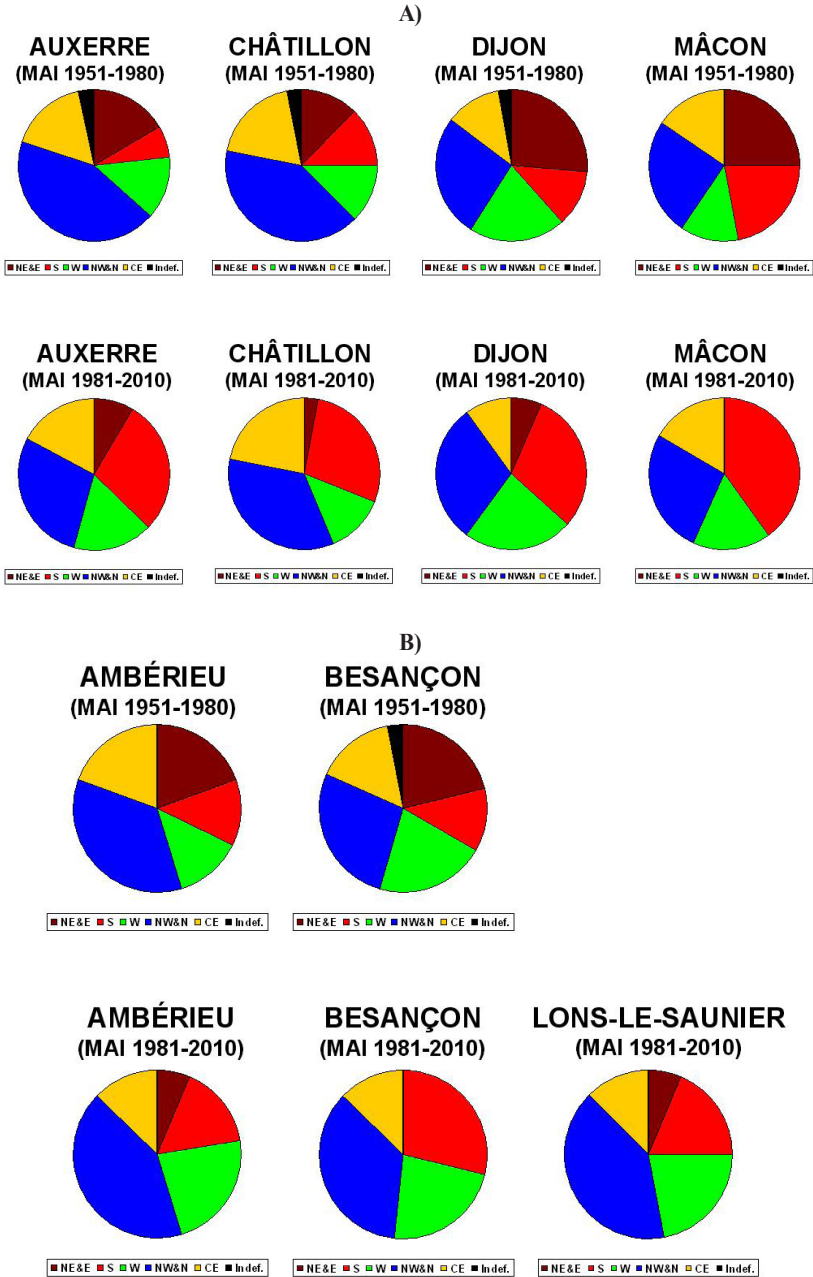 A)
AUXERRE
(MAI 1951-1980)
NE&E S W NW&N CE Indef.
CHÂTILLON
(MAI 1951-1980)
NE&E S W NW&N CE Indef.
DIJON
(MAI 1951-1980)
NE&E S W NW&N CE Indef.
MÂCON
(MAI 1951-1980)
NE&E S W NW&N CE Indef.
AUXERRE
(MAI 1981-2010)
NE&E S W NW&N CE Indef.
CHÂTILLON
(MAI 1981-2010)
NE&E S W NW&N CE Indef.
DIJON
(MAI 1981-2010)
NE&E S W NW&N CE Indef.
MÂCON
(MAI 1981-2010)
NE&E S W NW&N CE Indef.
B)
AMBÉRIEU
(MAI 1951-1980)
NE&E S W NW&N CE Indef.
BESANÇON
(MAI 1951-1980)
NE&E S W NW&N CE Indef.
AMBÉRIEU
(MAI 1981-2010)
NE&E S W NW&N CE Indef.
BESANÇON
(MAI 1981-2010)
NE&E S W NW&N CE Indef.
LONS-LE-SAUNIER
(MAI 1981-2010)
NE&E S W NW&N CE Indef.